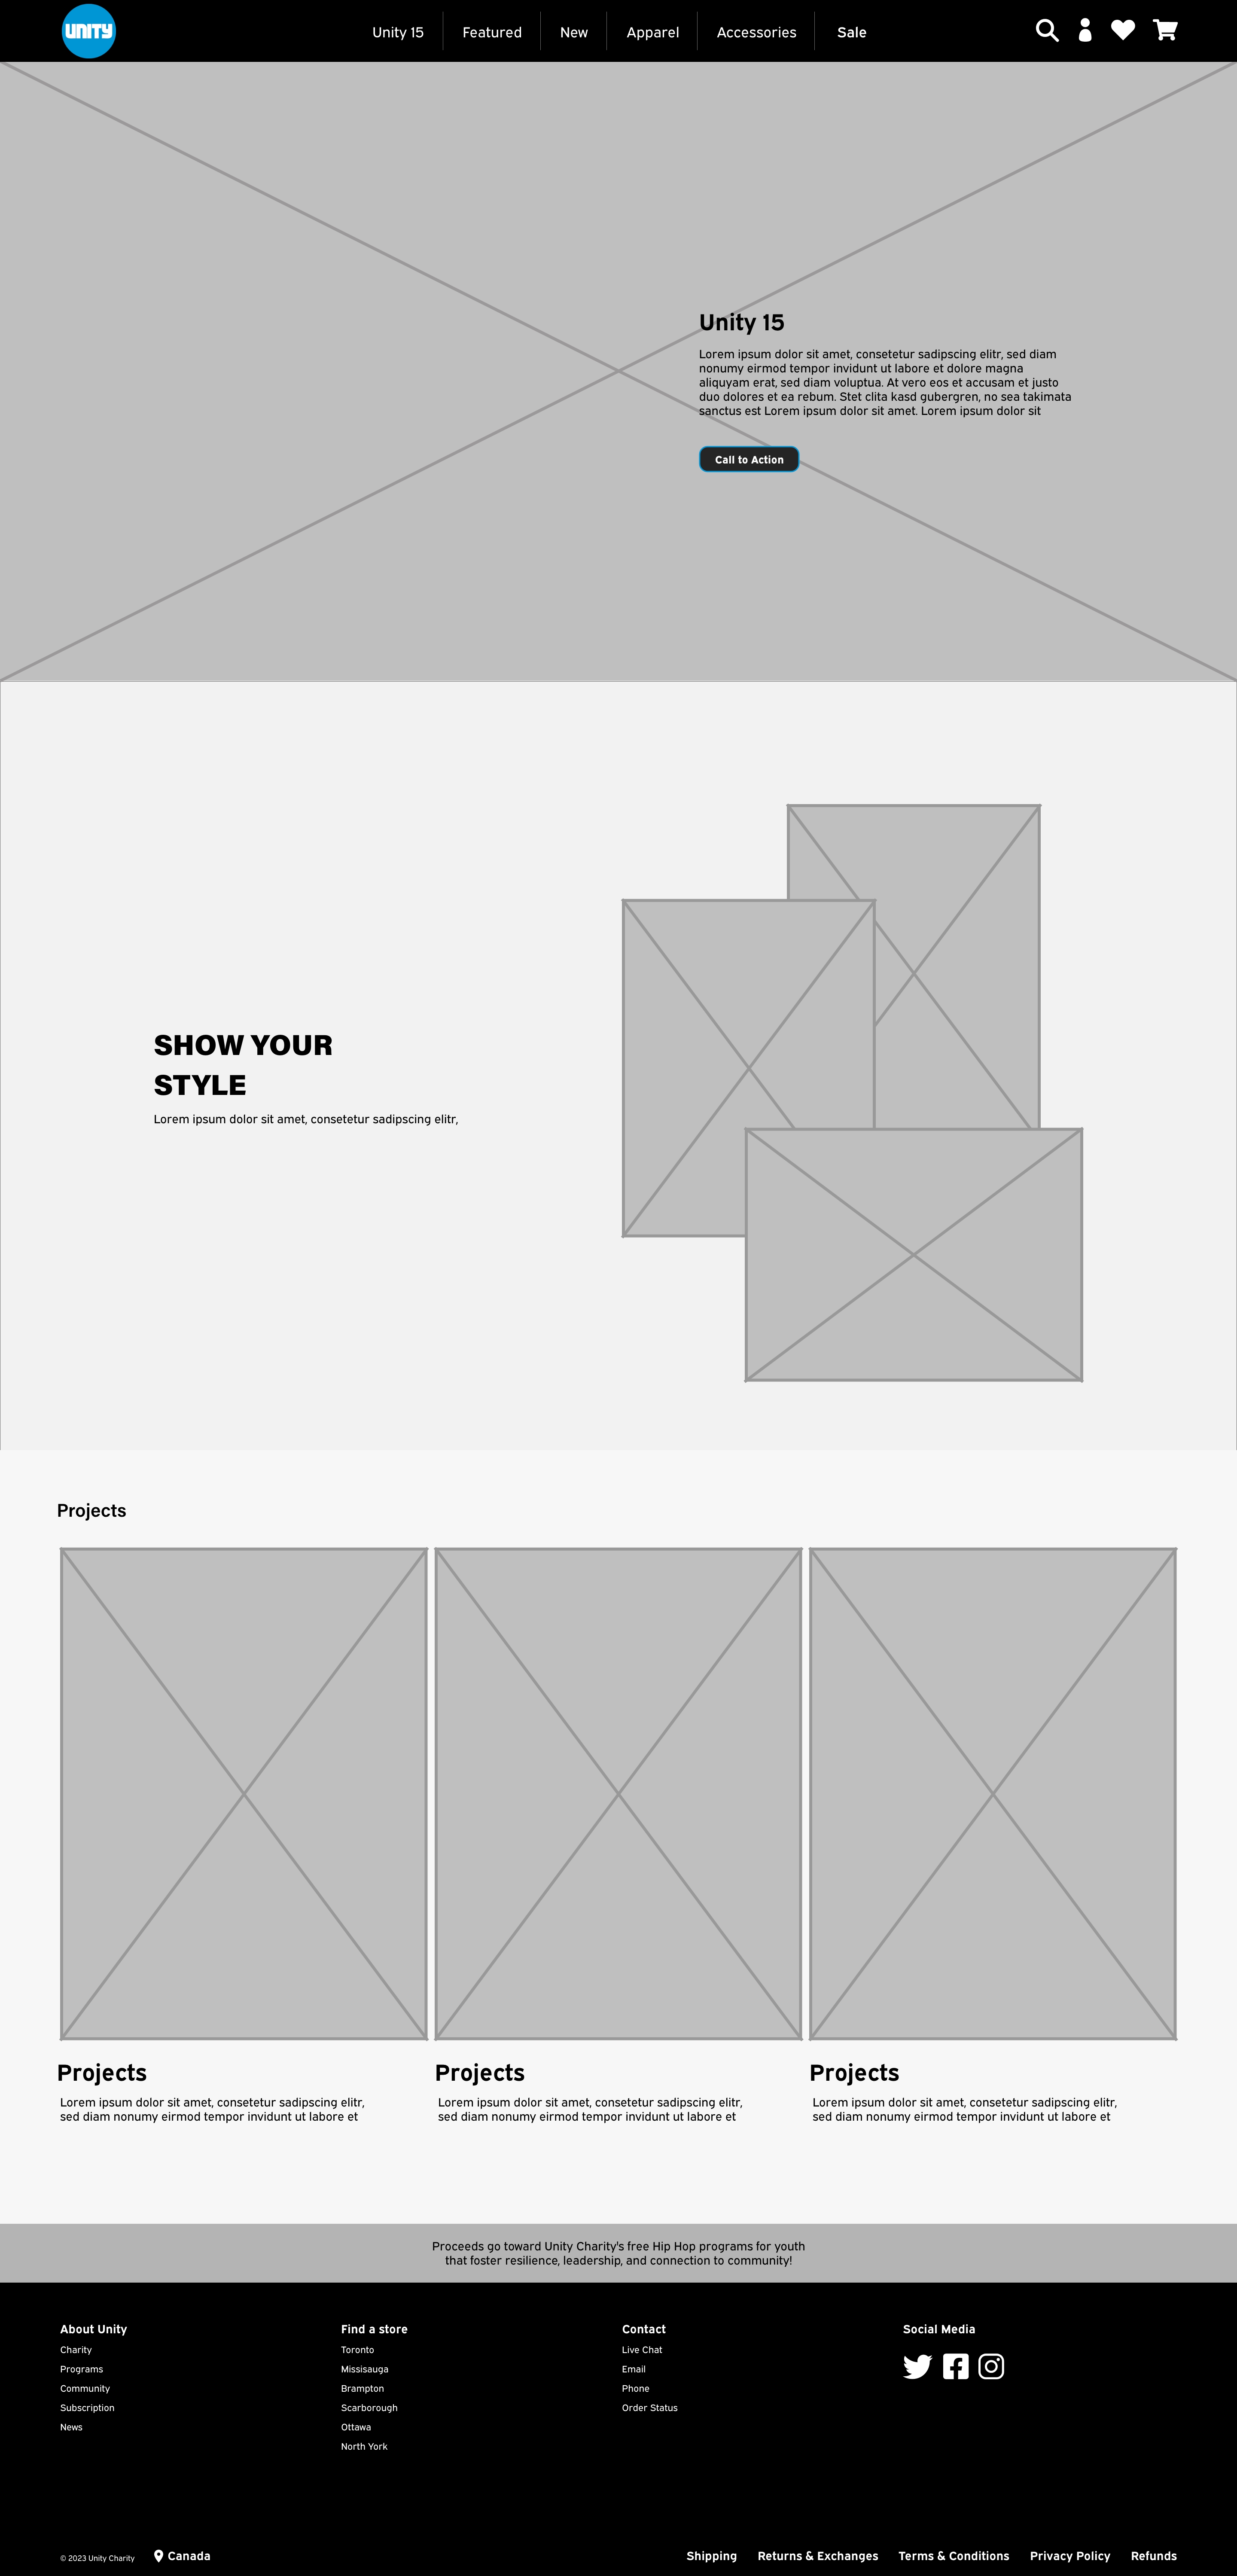 UNITY
Unity 15
Featured
New
Apparel
Accessories
Sale
Unity 15
Lorem ipsum dolor sit amet, consetetur sadipscing elitr, sed diam
nonumy eirmod tempor invidunt ut labore et dolore magna
aliquyam erat, sed diam voluptua. At vero eos et accusam et justo
duo dolores et ea rebum. Stet clita kasd gubergren, no sea takimata
sanctus est Lorem ipsum dolor sit amet. Lorem ipsum dolor sit
Call to Action
SHOW YOUR
STYLE
Lorem ipsum dolor sit amet, consetetur sadipscing elitr,
Projects
Projects
Lorem ipsum dolor sit amet, consetetur sadipscing elitr,
sed diam nonumy eirmod tempor invidunt ut labore et
Projects
Lorem ipsum dolor sit amet, consetetur sadipscing elitr,
sed diam nonumy eirmod tempor invidunt ut labore et
Projects
Lorem ipsum dolor sit amet, consetetur sadipscing elitr,
sed diam nonumy eirmod tempor invidunt ut labore et
Proceeds go toward Unity Charity's free Hip Hop programs for youth
that foster resilience, leadership, and connection to community!
About Unity
Charity
Programs
Community
Subscription
News
Find a store
Toronto
Missisauga
Brampton
Scarborough
Ottawa
North York
Contact
Live Chat
Email
Phone
Order Status
Social Media
© 2023 Unity Charity
Canada
Shipping
Returns & Exchanges
Terms & Conditions
Privacy Policy
Refunds